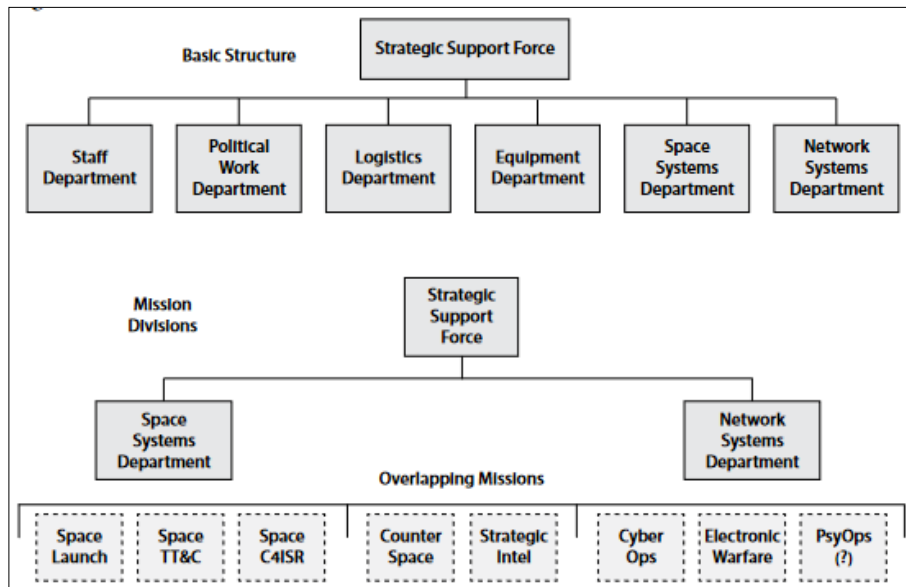 Basic Structure
Strategic Support Force
Staff
Department
Political
Work
Department
Logistics
Department
Equipment
Department
Space
Systems
Department
Network
Systems
Department
Mission
Divisions
Strategic
Support
Force
Space
Systems
Department
Network
Systems
Department
Overlapping Missions
Space
Launch
Space
TT&C
Space
C4ISR
Counter
Space
Strategic
Intel
Cyber
Ops
Electronic
Warfare
PsyOps
(?)